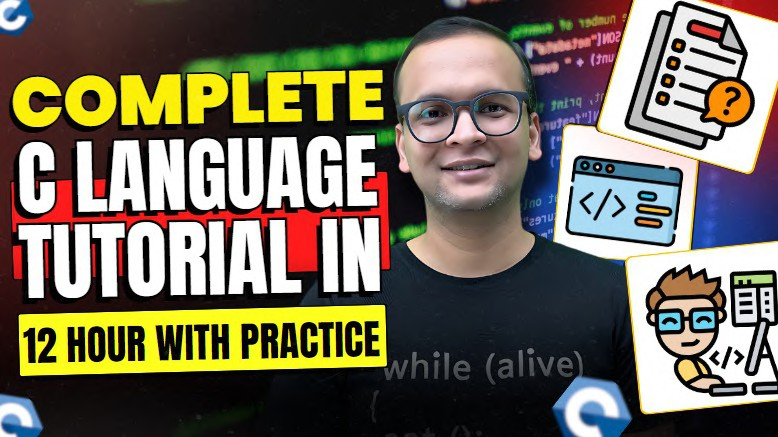 COMPLETE
C LANGUAGE
TUTORIAL IN
12 HOUR WITH PRACTICE
while (alive)
{